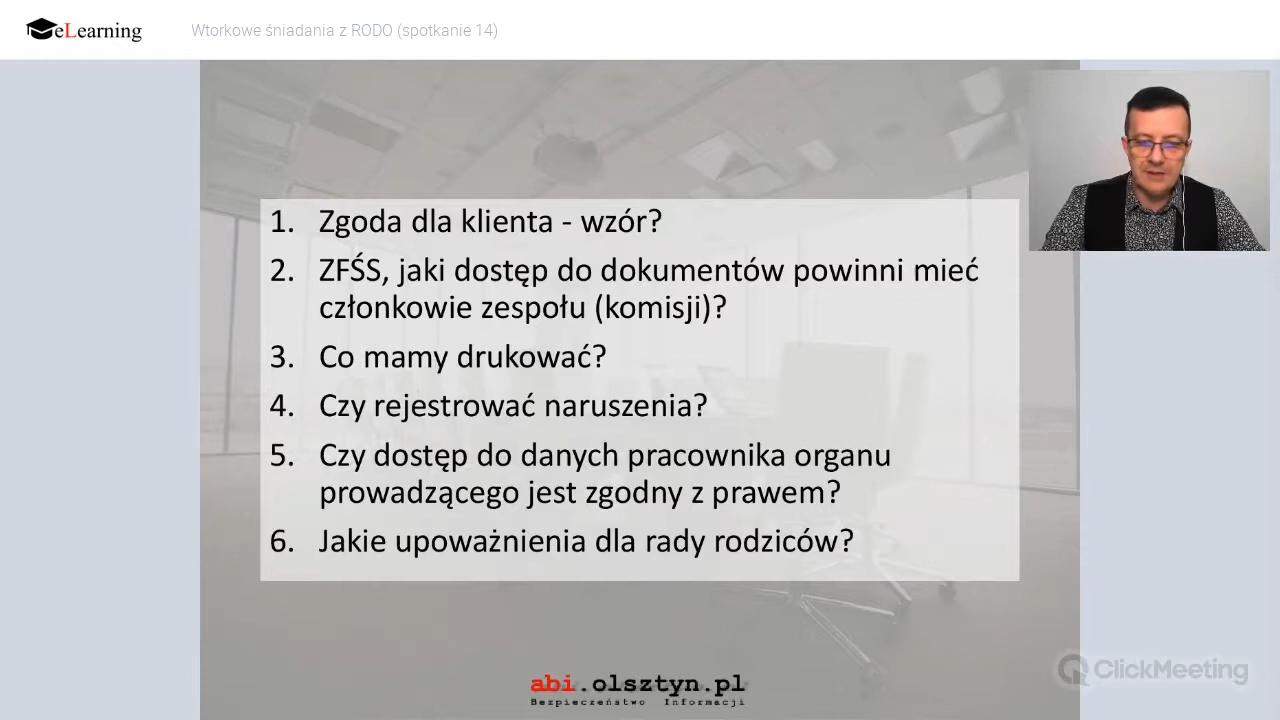 eLearning
Wtorkowe śniadania z RODO (spotkanie 14)
1. Zgoda dla klienta - wzór?
2. ZFŚS, jaki dostęp do dokumentów powinni mieć
członkowie zespołu (komisji)?
3. Co mamy drukować?
4. Czy rejestrować naruszenia?
5. Czy dostęp do danych pracownika organu
prowadzącego jest zgodny z prawem?
6. Jakie upoważnienia dla rady rodziców?
abi.olsztyn.pl
Bezpieczeństwo Informacji
ClickMeeting